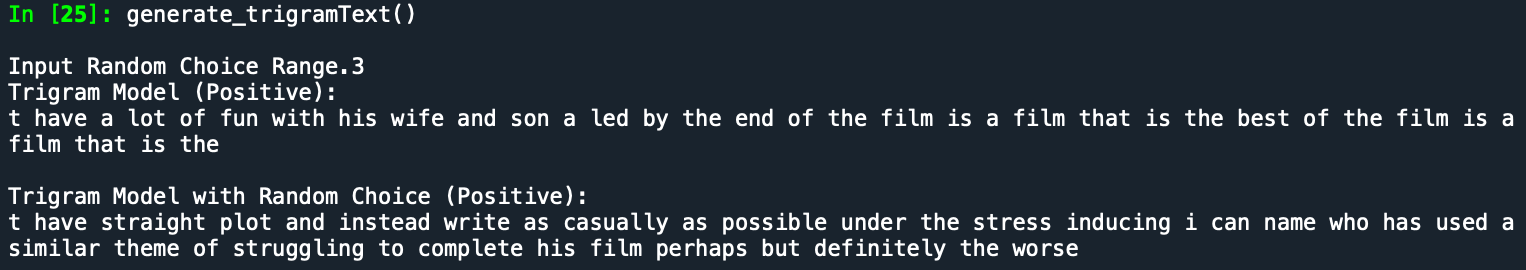 In [25]: generate_trigramText()
Input Random Choice Range.3
Trigram Model (Positive):
t have a lot of fun with his wife and son a led by the end of the film is a film that is the best of the film is a
film that is the
Trigram Model with Random Choice (Positive):
t have straight plot and instead write as casually as possible under the stress inducing i can name who has used a
similar theme of struggling to complete his film perhaps but definitely the worse